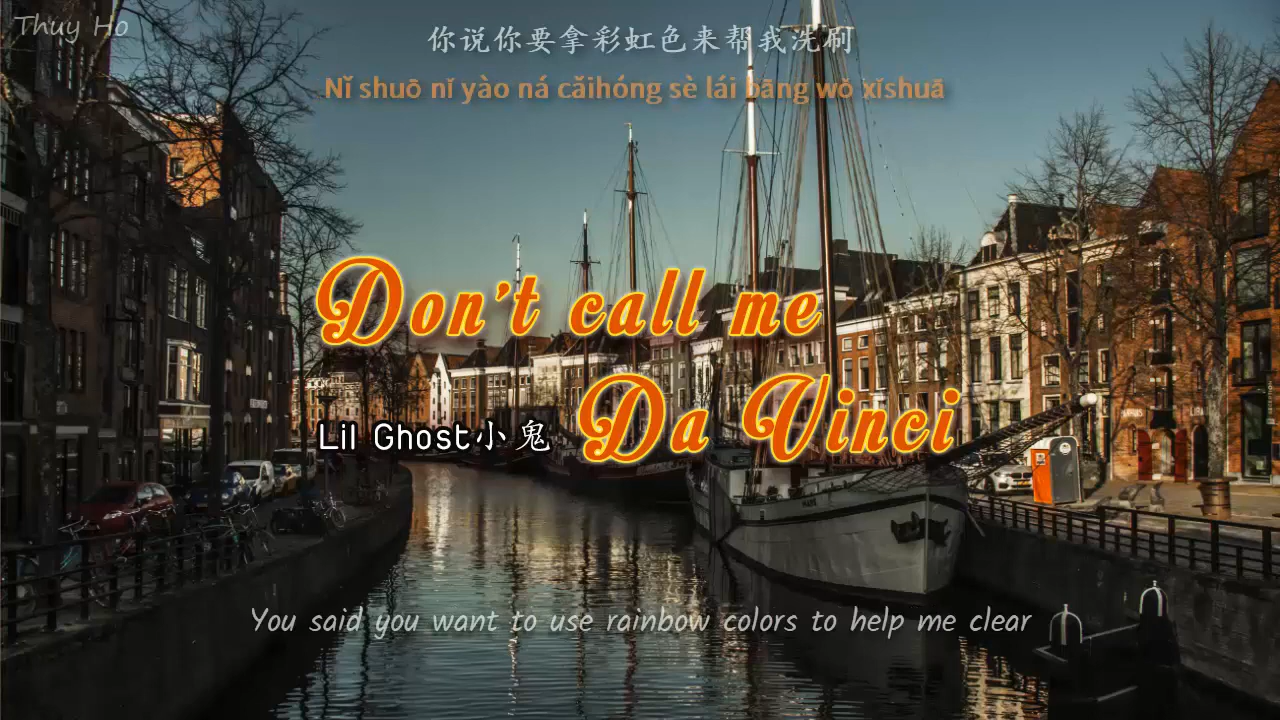 Thuy Ho
你说你要拿彩虹色来帮我洗刷
Nǐ shuō nǐ yào ná cǎihóng sè lái bāng wǒ xǐshuā
Don't call me
Da Vinci
Lil Ghost小鬼
You said you want to use rainbow colors to help me clear